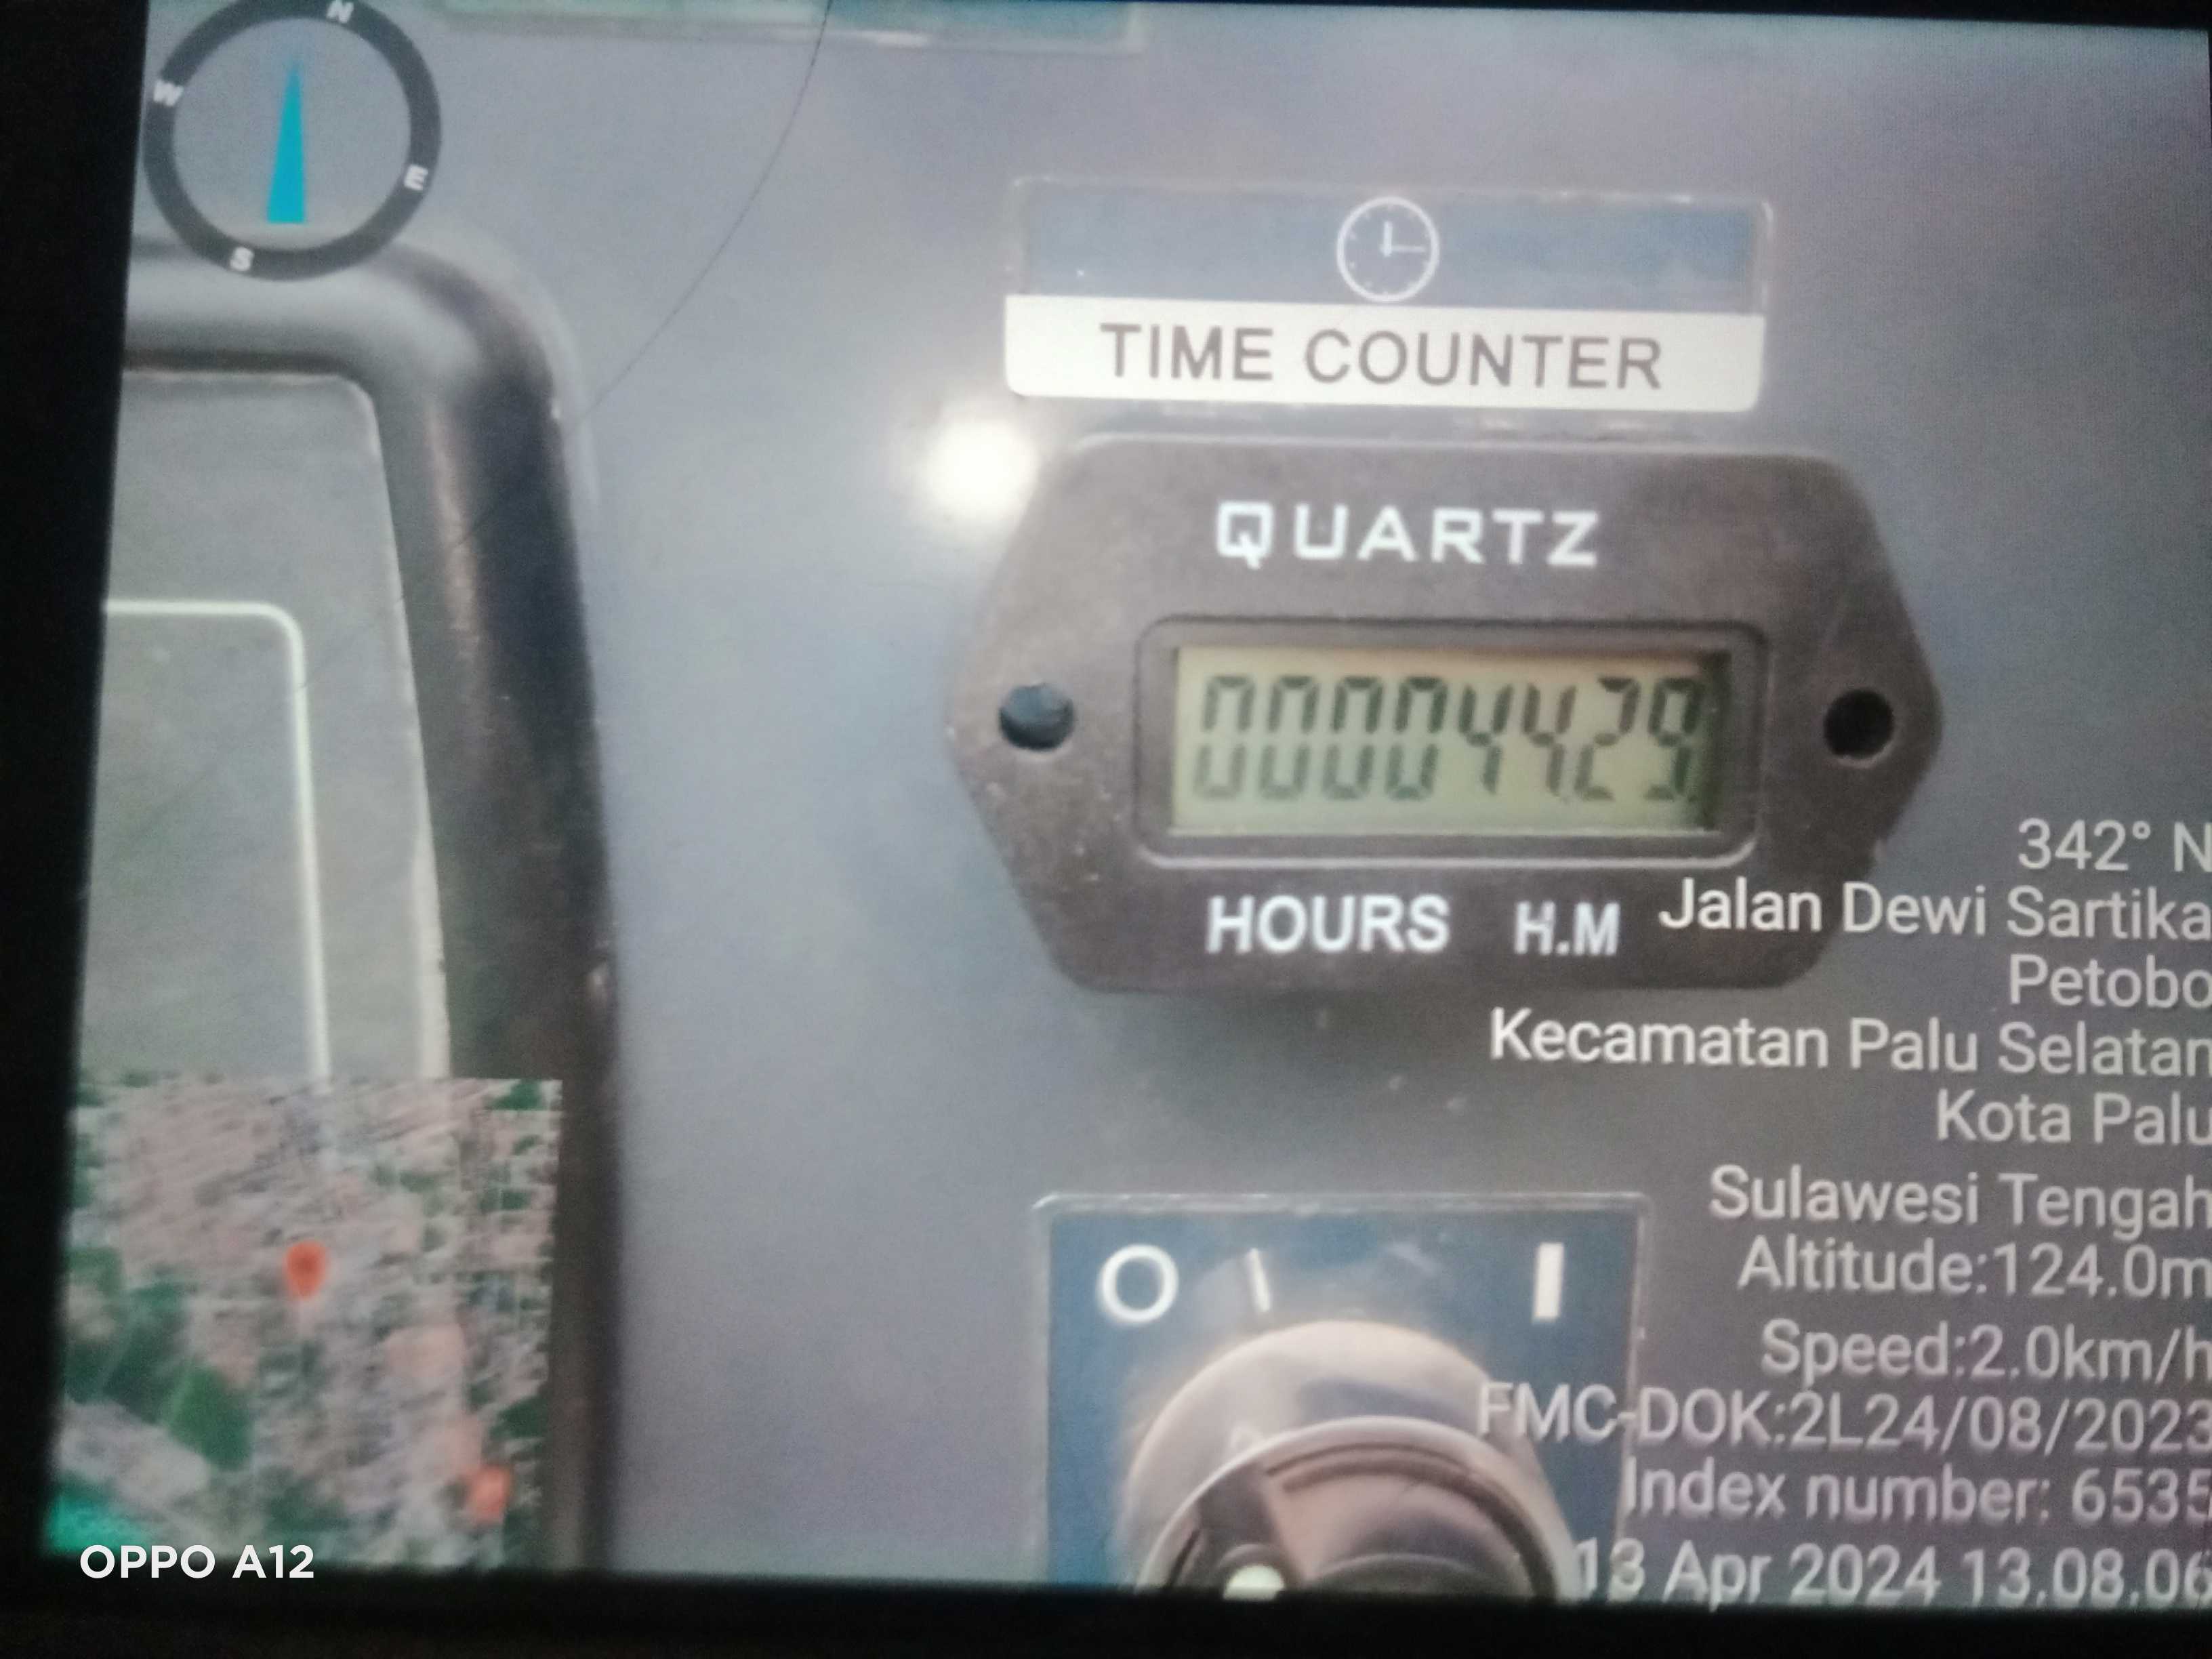 N
W
E
S
TIME COUNTER
QUARTZ
000044.29
HOURS H.M
342° N
Jalan Dewi Sartika
Petobo
Kecamatan Palu Selatan
Kota Palu
Sulawesi Tengah
Altitude:124.0m
Speed:2.0km/h
FMC-DOK:2L24/08/2023
Index number: 6535
O I
13 Apr 2024 13.08.06
OPPO A12